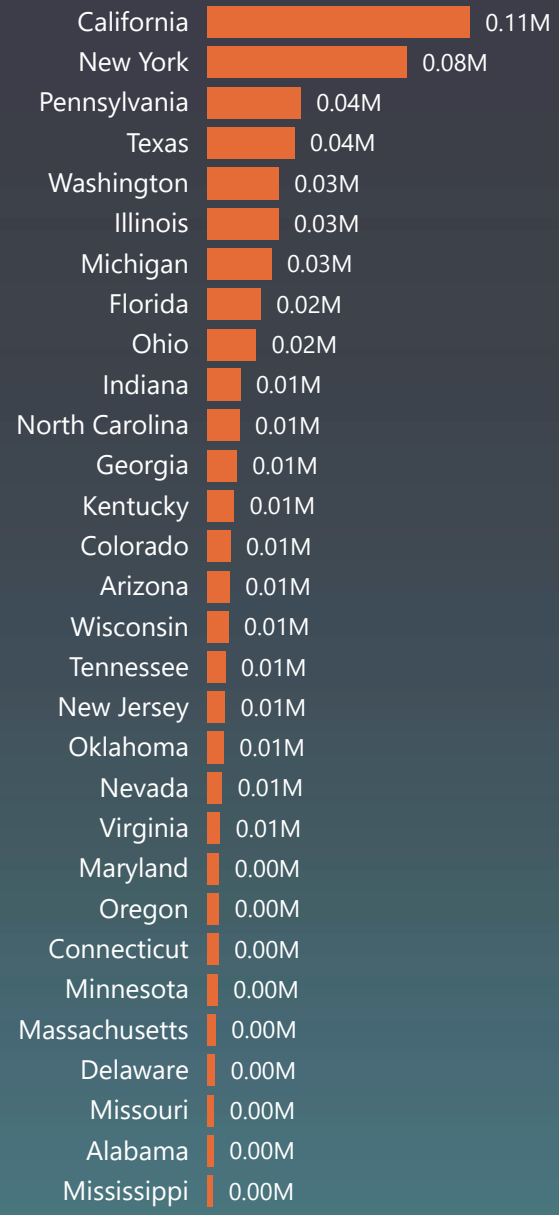 California 0.11M
New York 0.08M
Pennsylvania 0.04M
Texas 0.04M
Washington 0.03M
Illinois 0.03M
Michigan 0.03M
Florida 0.02M
Ohio 0.02M
Indiana 0.01M
North Carolina 0.01M
Georgia 0.01M
Kentucky 0.01M
Colorado 0.01M
Arizona 0.01M
Wisconsin 0.01M
Tennessee 0.01M
New Jersey 0.01M
Oklahoma 0.01M
Nevada 0.01M
Virginia 0.01M
Maryland 0.00M
Oregon 0.00M
Connecticut 0.00M
Minnesota 0.00M
Massachusetts 0.00M
Delaware 0.00M
Missouri 0.00M
Alabama 0.00M
Mississippi 0.00M